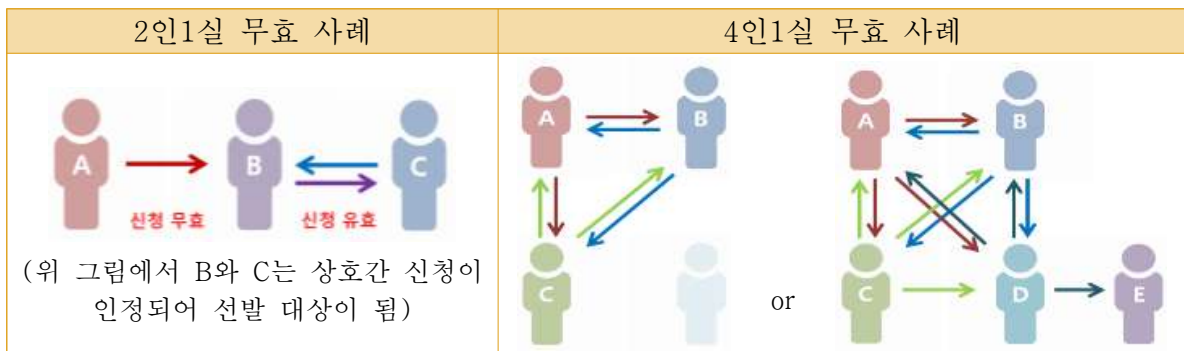 2인1실 무효 사례
4인1실 무효 사례
A
B
C
신청 무효
신청 유효
(위 그림에서 B와 C는 상호간 신청이
인정되어 선발 대상이 됨)
A
B
C
or
A
B
C
D
E